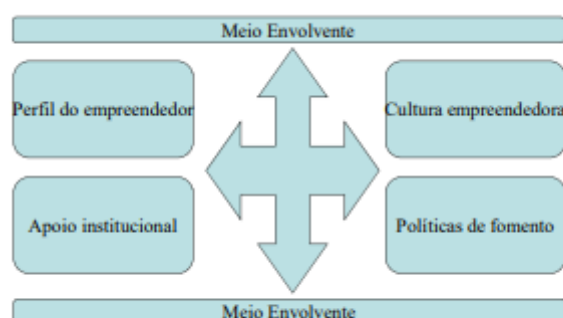 Meio Envolvente
Perfil do empreendedor
Cultura empreendedora
Apoio institucional
Políticas de fomento
Meio Envolvente